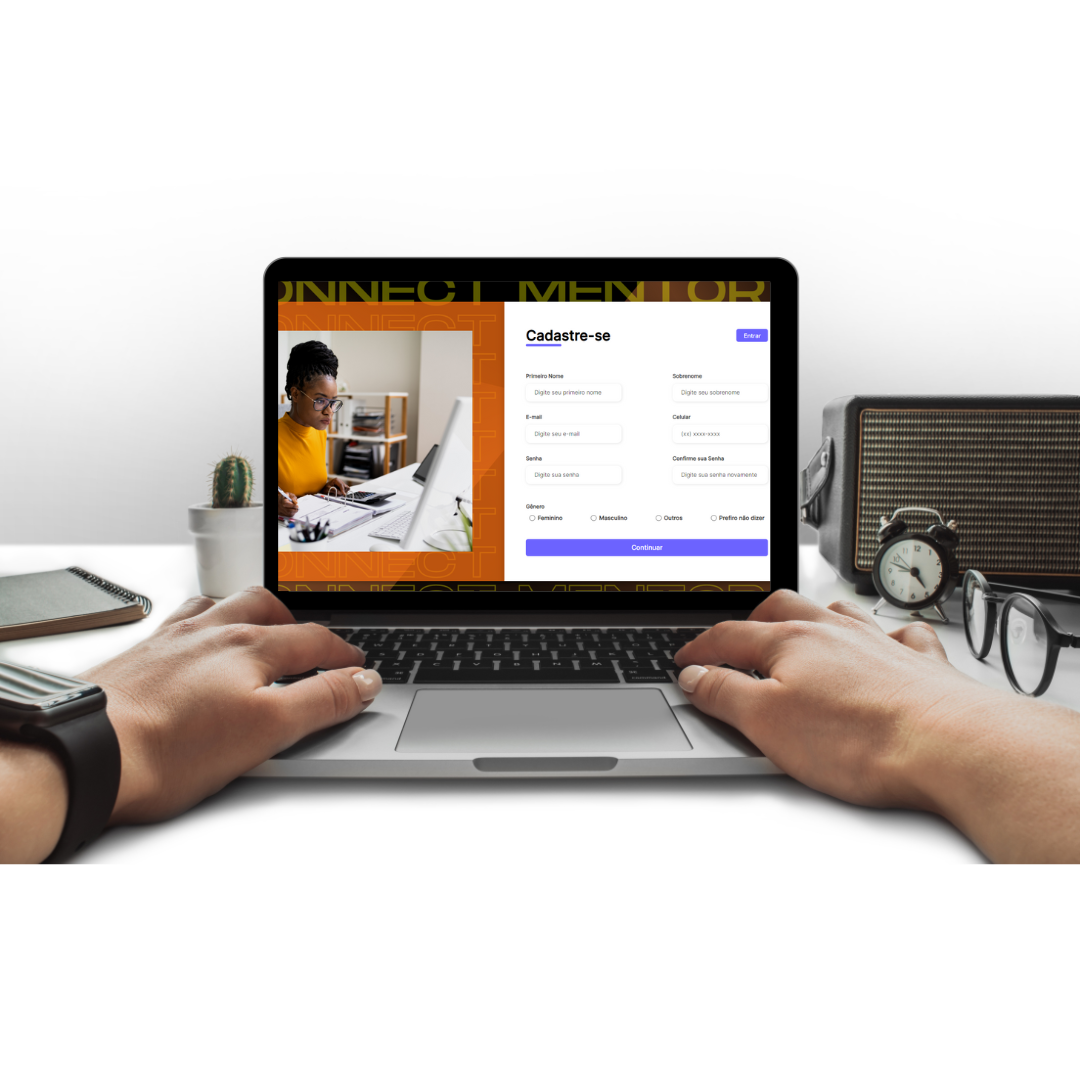 ONNECT MENTOR
ONNECT
Cadastre-se
Entrar
Primeiro Nome
Sobrenome
Digite seu primeiro nome
Digite seu sobrenome
E-mail
Celular
Digite seu e-mail
(xx) xxxx-xxxx
Senha
Confirme sua Senha
Digite sua senha
Digite sua senha novamente
Gênero
Feminino
Masculino
Outros
Prefiro não dizer
Continuar
ONNECT
ONNECT MENTOR